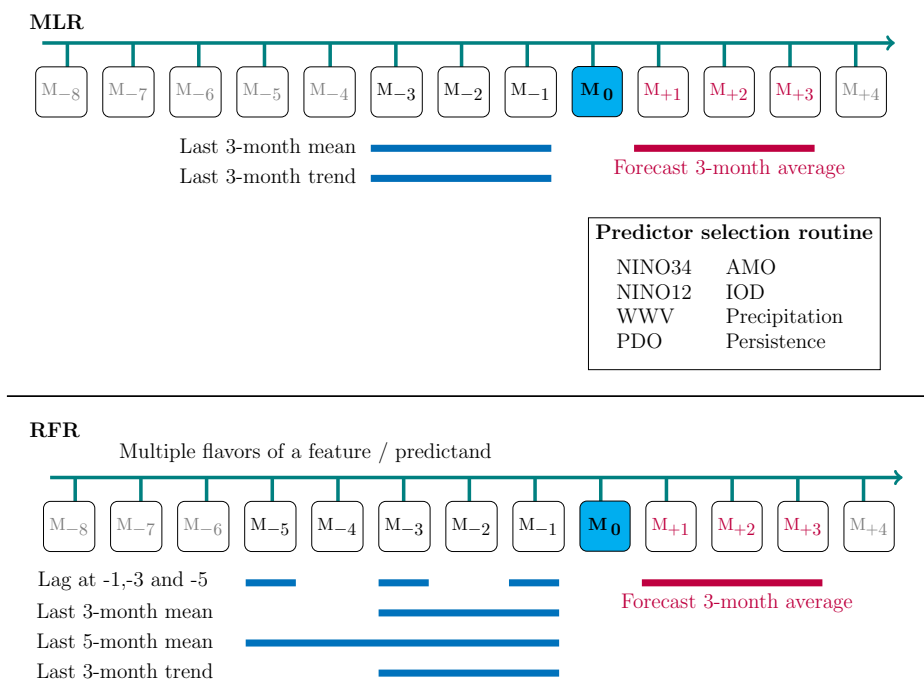 MLR
M−8 M−7 M−6 M−5 M−4 M−3 M−2 M−1 M0 M+1 M+2 M+3 M+4
Last 3-month mean
Forecast 3-month average
Last 3-month trend
Predictor selection routine
NINO34 AMO
NINO12 IOD
WWV Precipitation
PDO Persistence
RFR
Multiple flavors of a feature / predictand
M−8 M−7 M−6 M−5 M−4 M−3 M−2 M−1 M0 M+1 M+2 M+3 M+4
Lag at -1,-3 and -5
Forecast 3-month average
Last 3-month mean
Last 5-month mean
Last 3-month trend